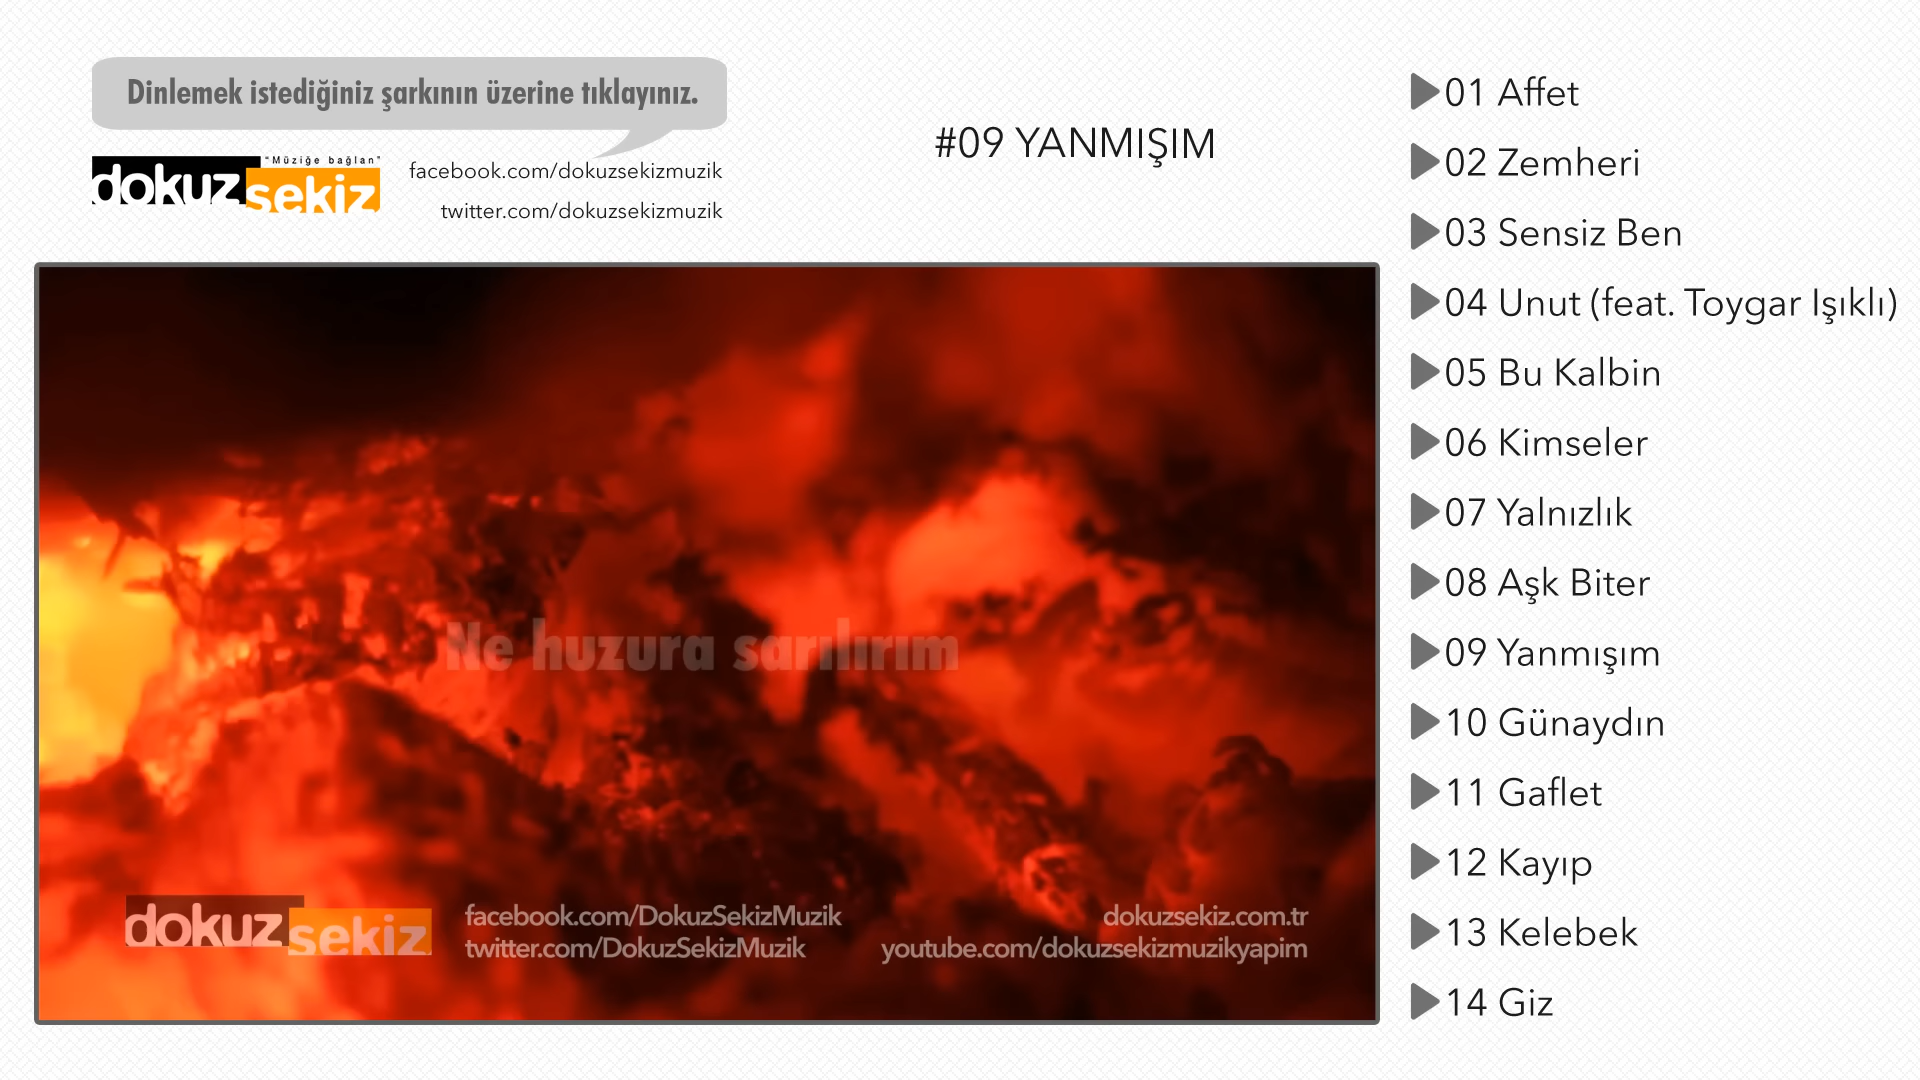 Dinlemek istediğiniz şarkının üzerine tıklayınız.
"Müziğe bağlan"
dokuz sekiz
facebook.com/dokuzsekizmuzik
twitter.com/dokuzsekizmuzik
#09 YANMIŞIM
Ne huzura sarılırım
dokuz sekiz
facebook.com/DokuzSekizMuzik
twitter.com/DokuzSekizMuzik
dokuzsekiz.com.tr
youtube.com/dokuzsekizmuzikyapim
01 Affet
02 Zemheri
03 Sensiz Ben
04 Unut (feat. Toygar Işıklı)
05 Bu Kalbin
06 Kimseler
07 Yalnızlık
08 Aşk Biter
09 Yanmışım
10 Günaydın
11 Gaflet
12 Kayıp
13 Kelebek
14 Giz